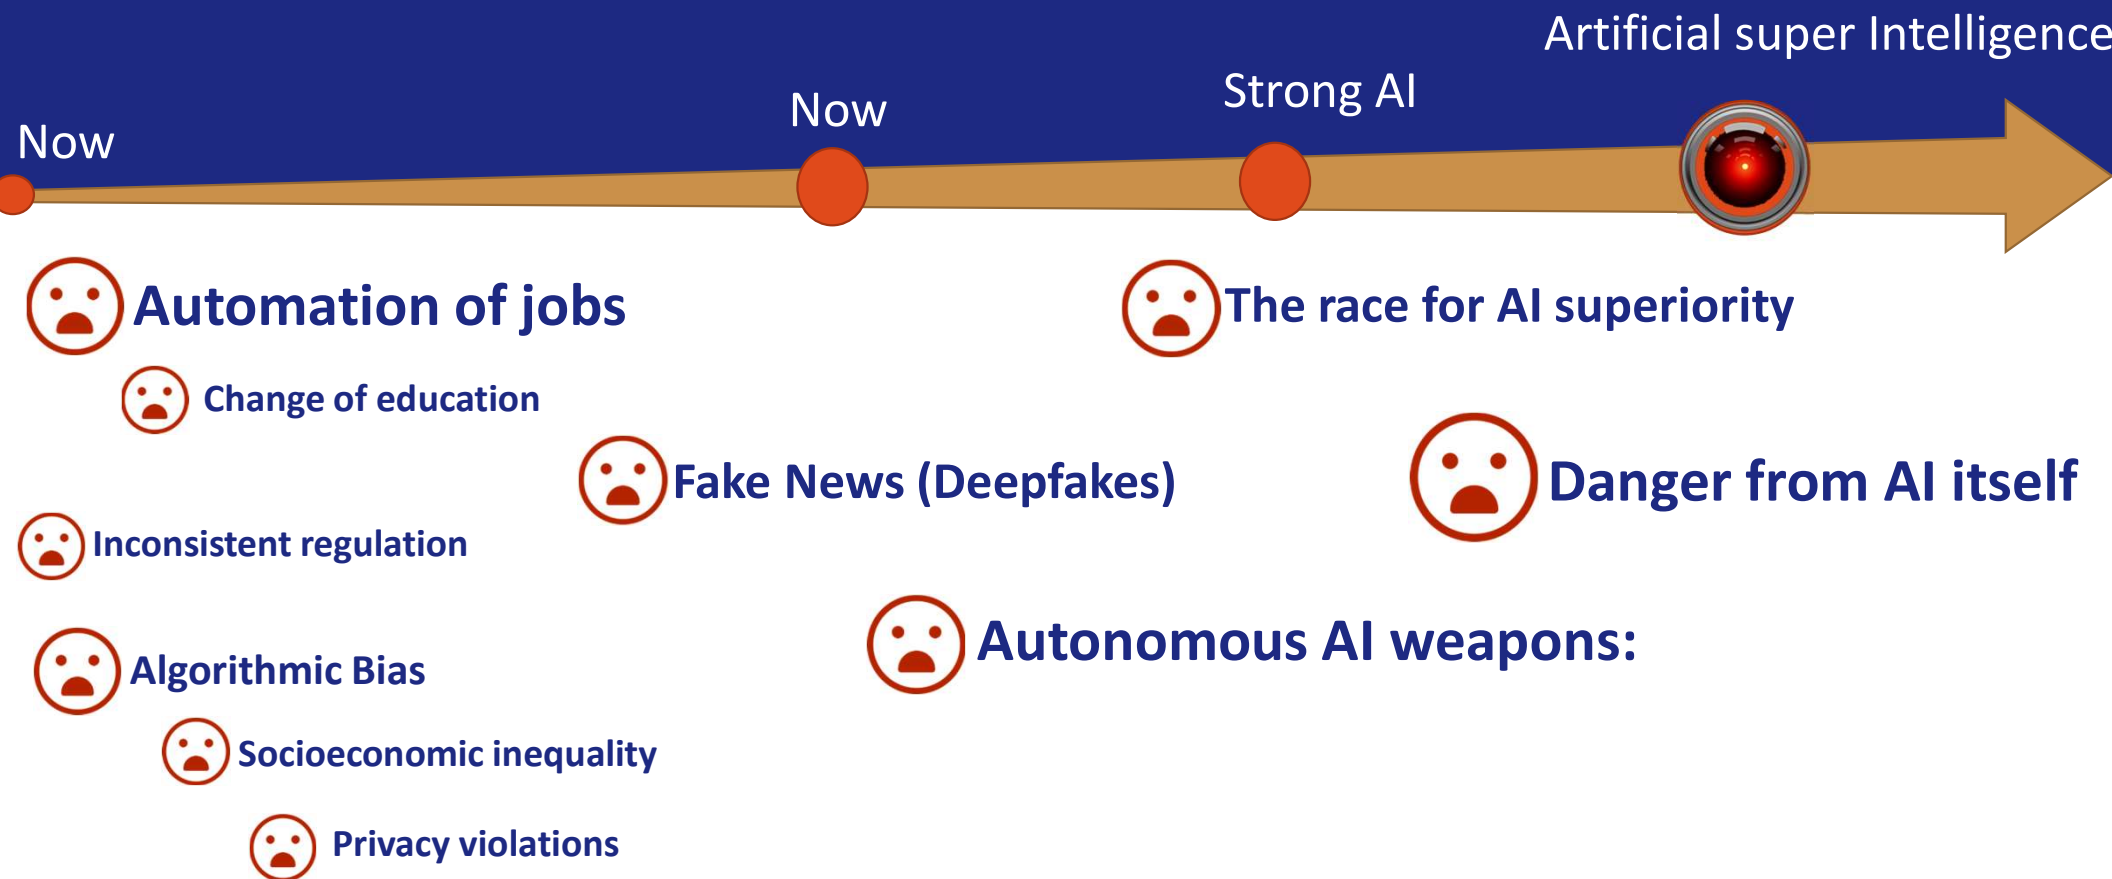 Artificial super Intelligence
Strong AI
Now
Now
Automation of jobs
The race for AI superiority
Change of education
Fake News (Deepfakes)
Danger from AI itself
Inconsistent regulation
Autonomous AI weapons:
Algorithmic Bias
Socioeconomic inequality
Privacy violations